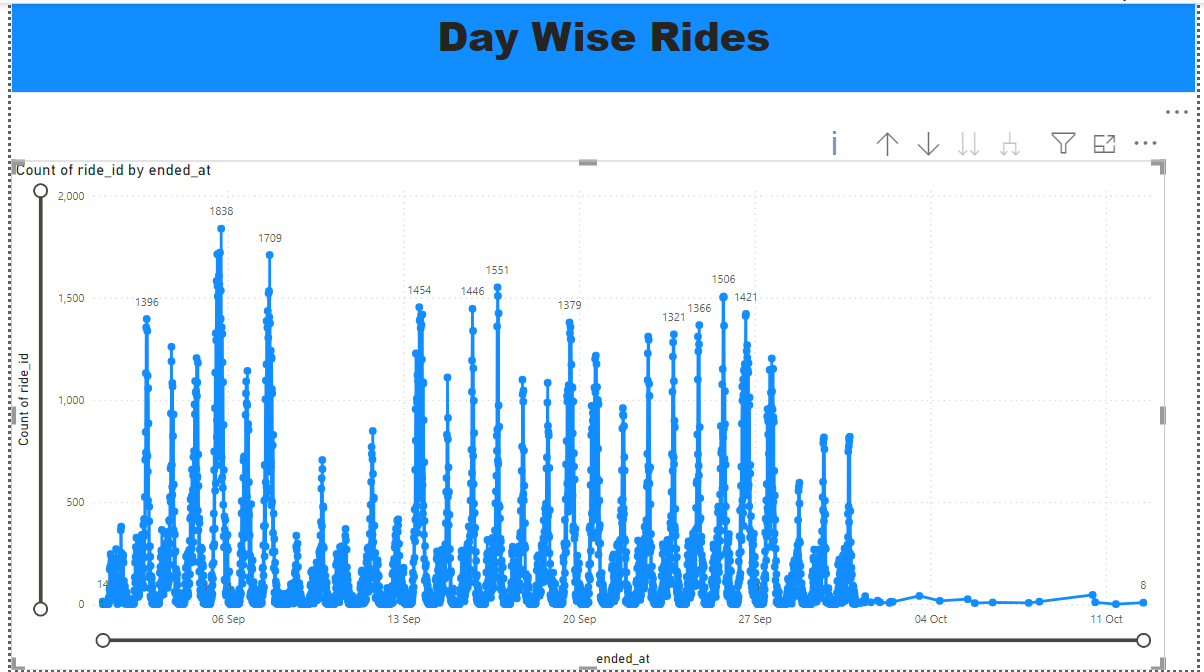 Day Wise Rides
Count of ride_id by ended_at
2,000
1,500
1,000
500
0
Count of ride_id
1396
1838
1709
1454
1446
1551
1379
1321
1366
1506
1421
14
8
06 Sep
13 Sep
20 Sep
27 Sep
04 Oct
11 Oct
ended_at